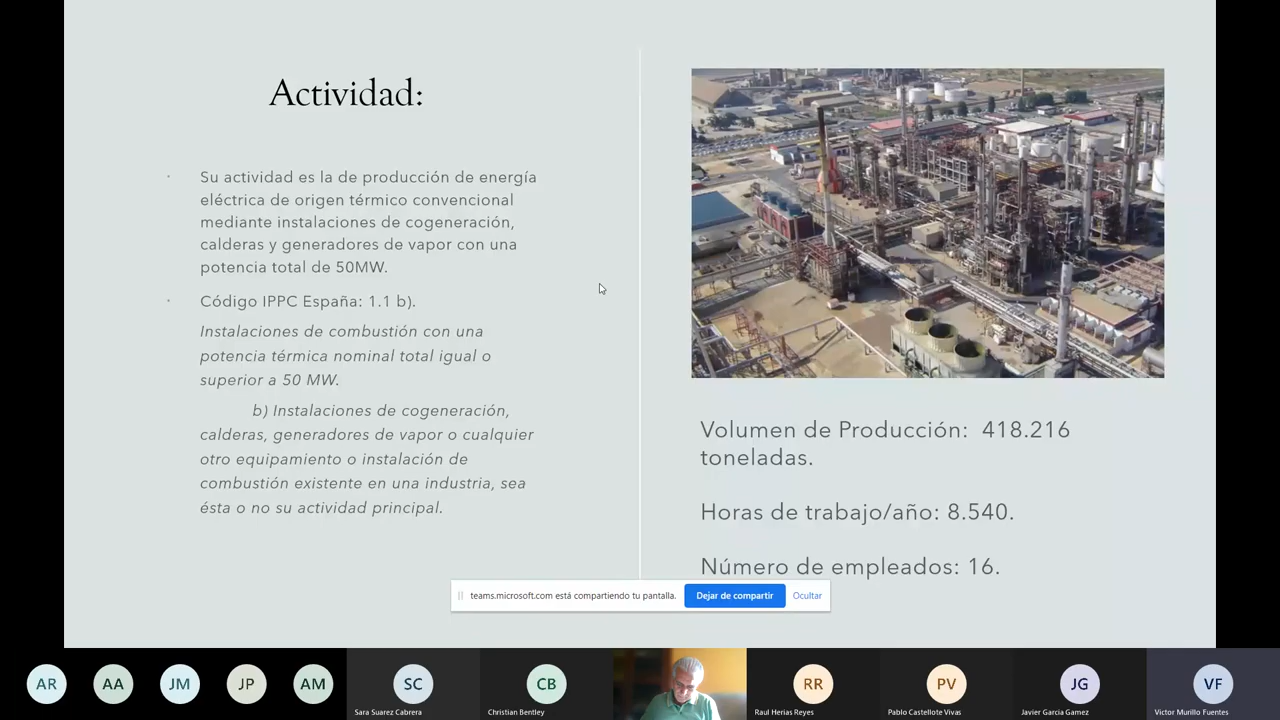 Actividad:
Su actividad es la de producción de energía
eléctrica de origen térmico convencional
mediante instalaciones de cogeneración,
calderas y generadores de vapor con una
potencia total de 50MW.
Código IPPC España: 1.1 b).
Instalaciones de combustión con una
potencia térmica nominal total igual o
superior a 50 MW.
b) Instalaciones de cogeneración,
calderas, generadores de vapor o cualquier
otro equipamiento o instalación de
combustión existente en una industria, sea
ésta o no su actividad principal.
Volumen de Producción: 418.216
toneladas.
Horas de trabajo/año: 8.540.
Número de empleados: 16.
teams.microsoft.com está compartiendo tu pantalla.
Dejar de compartir
Ocultar
AR
AA
JM
JP
AM
SC
CB
RR
PV
JG
VF
Sara Suarez Cabrera
Christian Bentley
Raul Herias Reyes
Pablo Castellote Vivas
Javier Garcia Gamez
Victor Murillo Fuentes